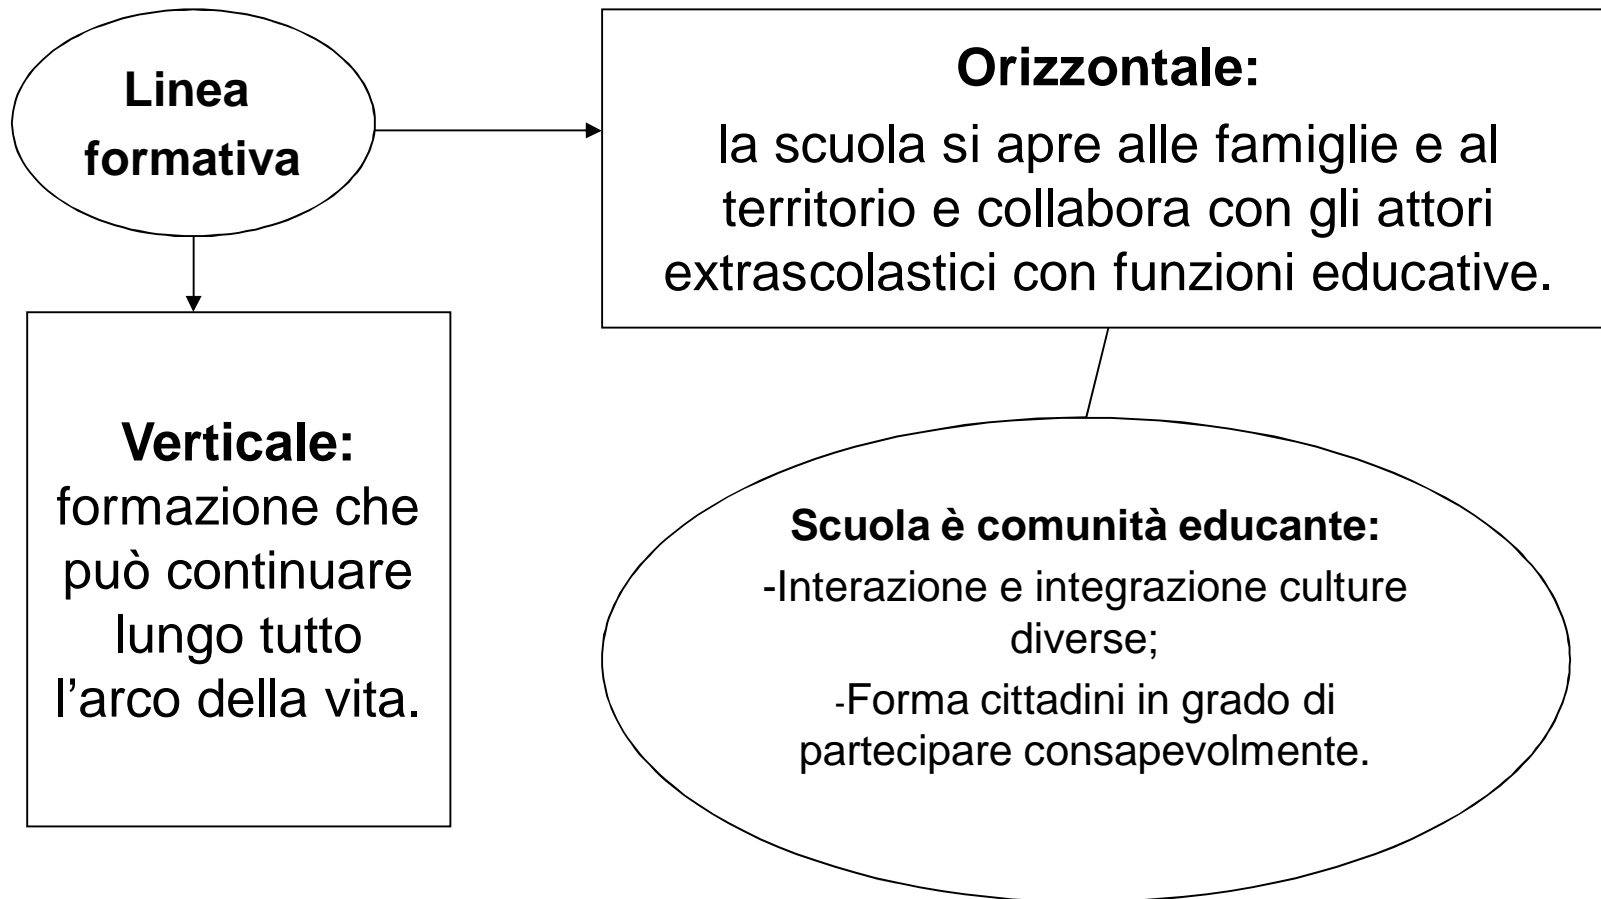 Linea
formativa
Orizzontale:
la scuola si apre alle famiglie e al
territorio e collabora con gli attori
extrascolastici con funzioni educative.
Verticale:
formazione che
può continuare
lungo tutto
l’arco della vita.
Scuola è comunità educante:
-Interazione e integrazione culture
diverse;
-Forma cittadini in grado di
partecipare consapevolmente.